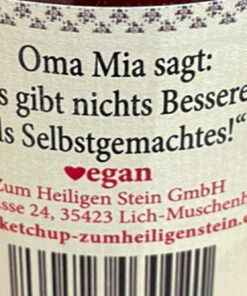 Oma Mia sagt:
s gibt nichts Bessere
ls Selbstgemachtes!“
♥egan
Zum Heiligen Stein GmbH
sse 24, 35423 Lich-Muschenh
ketchup-zumheiligenstein.